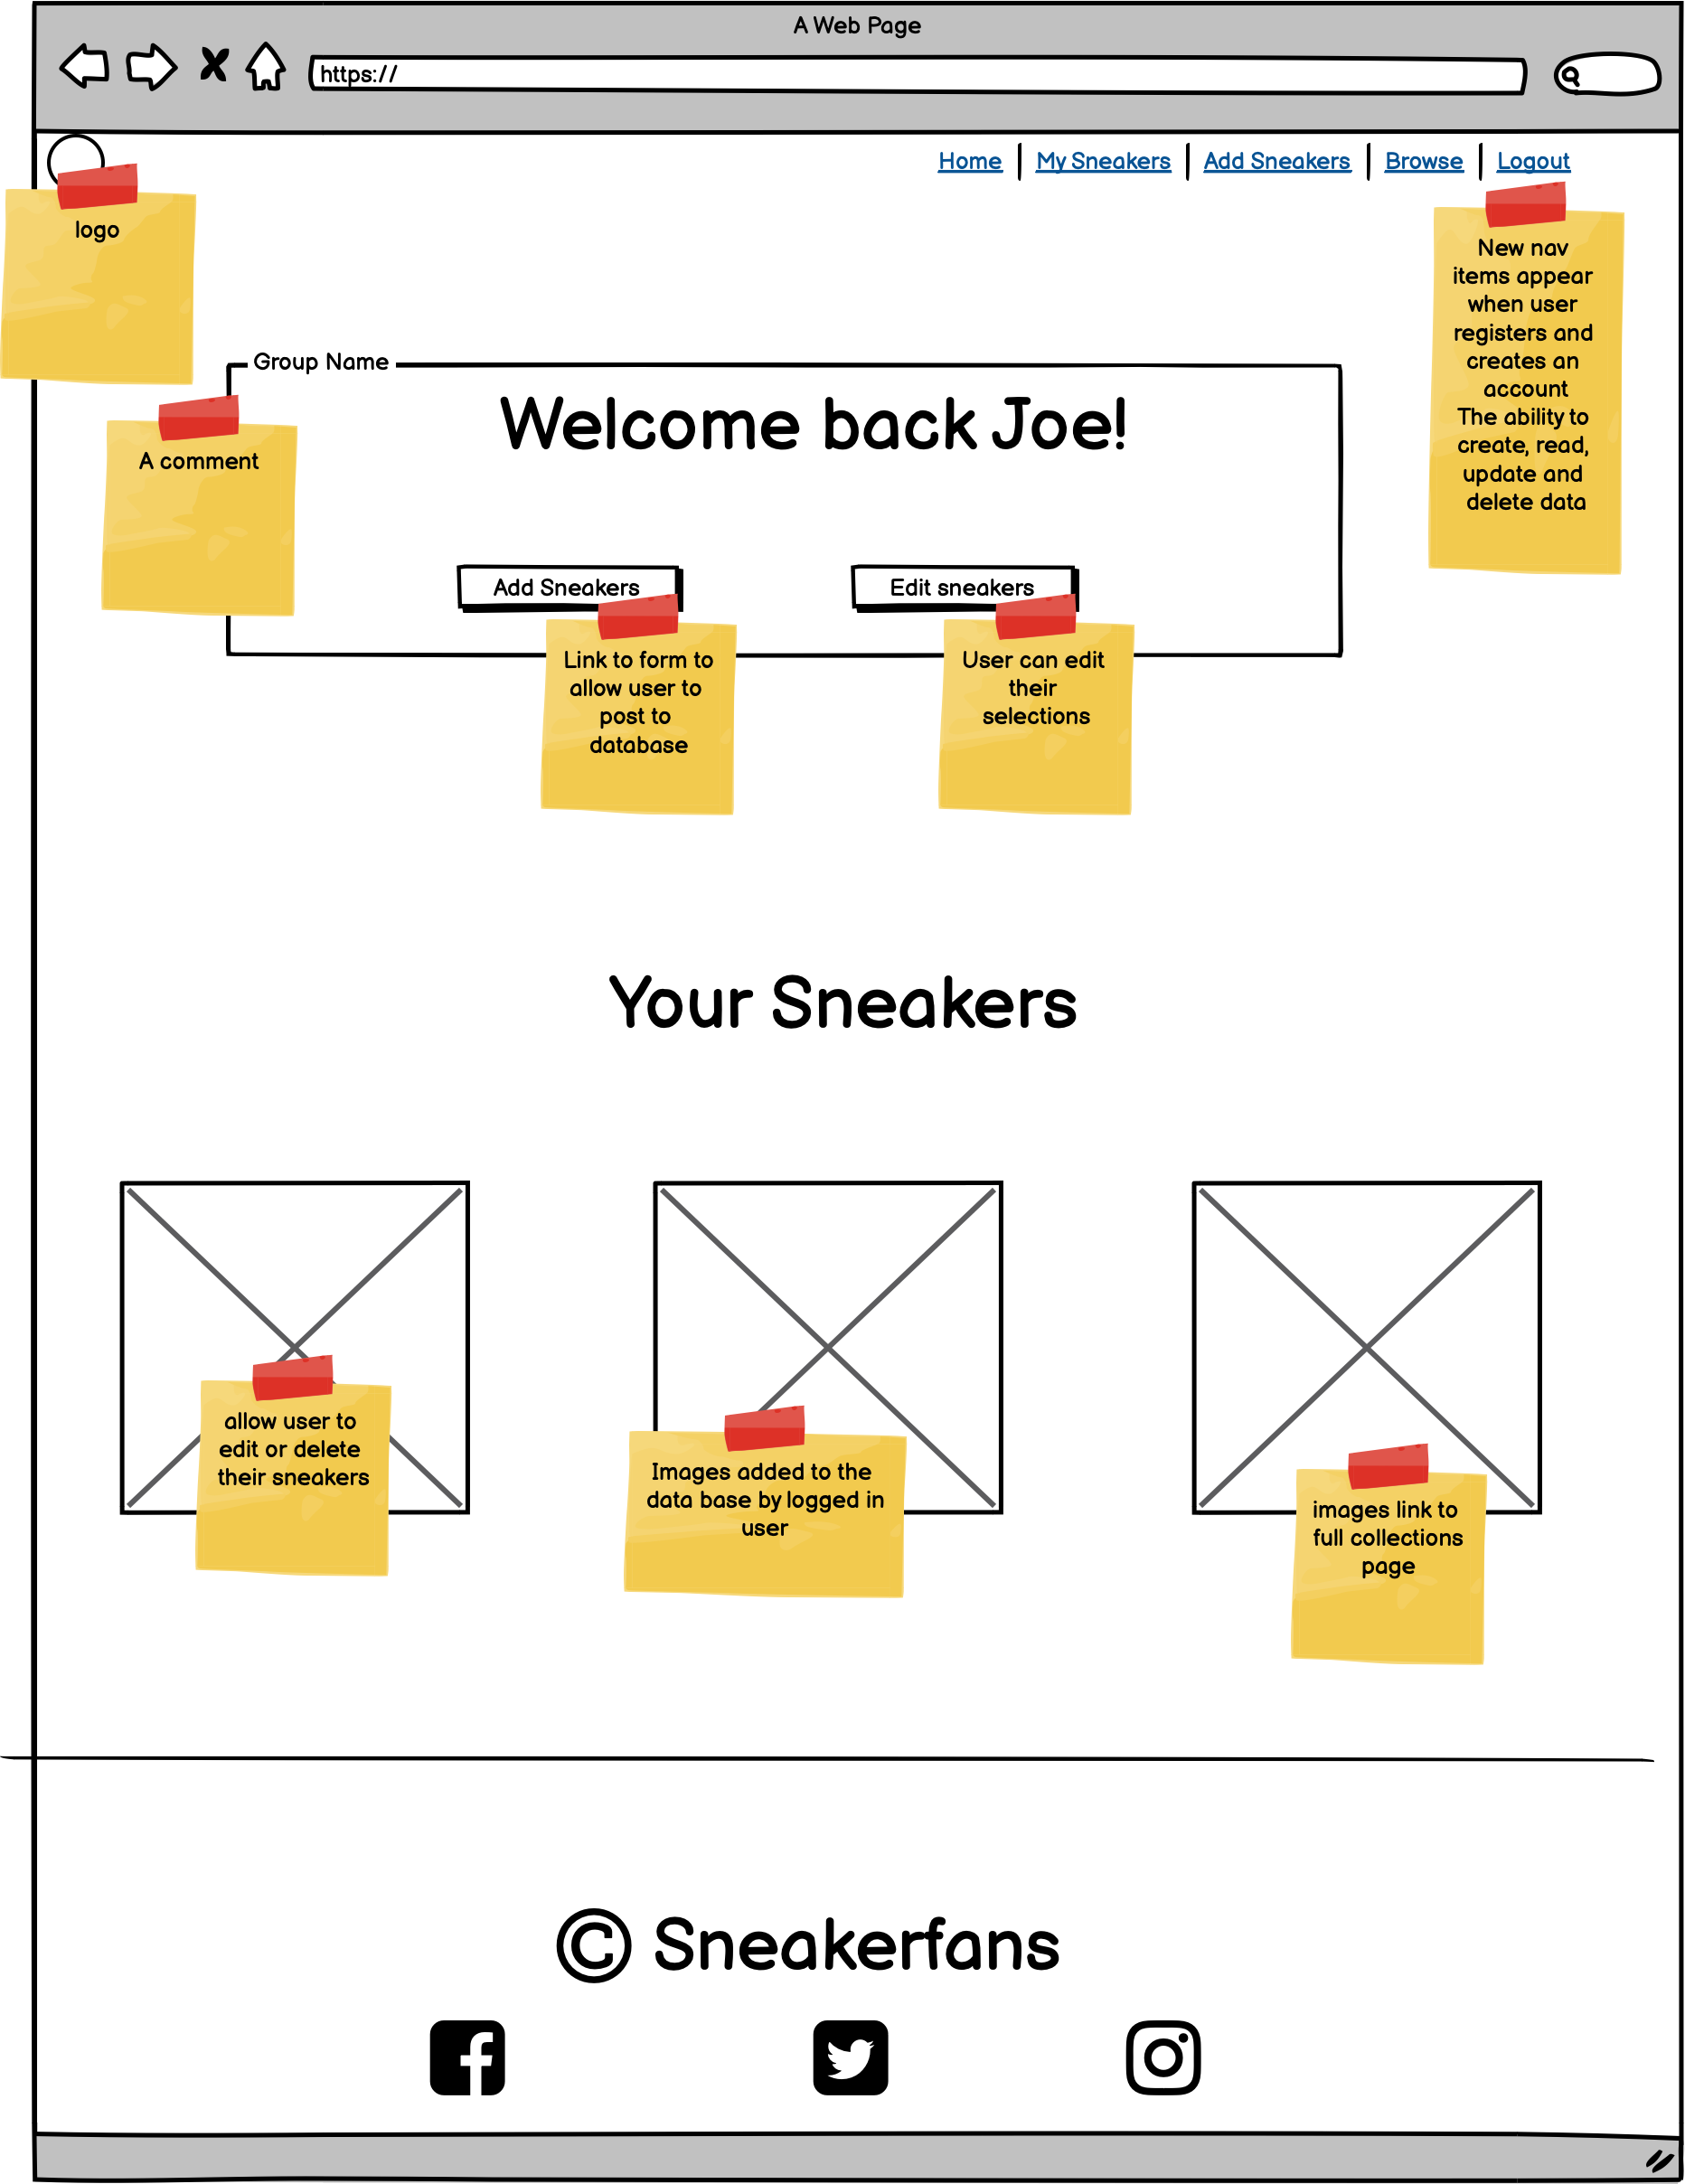 A Web Page
https://
Home My Sneakers Add Sneakers Browse Logout
logo
New nav
items appear
when user
registers and
creates an
account
The ability to
create, read,
update and
delete data
Group Name
Welcome back Joe!
A comment
Add Sneakers
Edit sneakers
Link to form to
allow user to
post to
database
User can edit
their
selections
Your Sneakers
allow user to
edit or delete
their sneakers
Images added to the
data base by logged in
user
images link to
full collections
page
© Sneakerfans